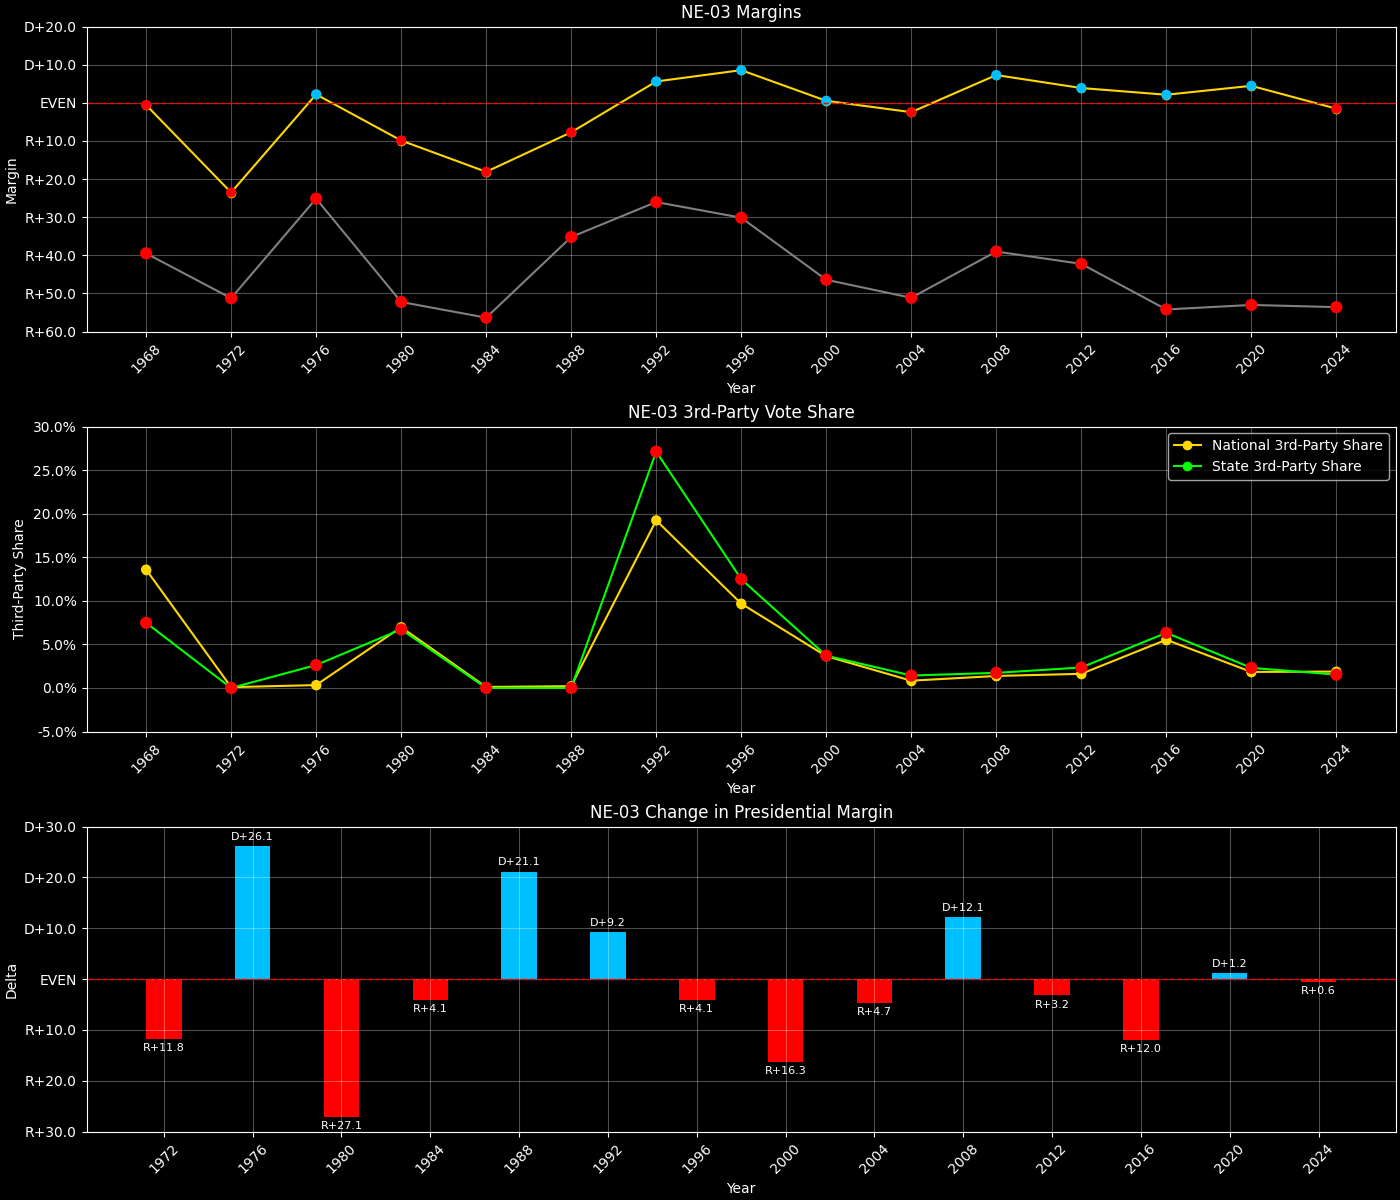 NE-03 Margins
D+20.0
D+10.0
EVEN
R+10.0
R+20.0
R+30.0
R+40.0
R+50.0
R+60.0
Margin
1968 1972 1976 1980 1984 1988 1992 1996 2000 2004 2008 2012 2016 2020 2024
Year
NE-03 3rd-Party Vote Share
30.0%
25.0%
20.0%
15.0%
10.0%
5.0%
0.0%
-5.0%
Third-Party Share
National 3rd-Party Share
State 3rd-Party Share
1968 1972 1976 1980 1984 1988 1992 1996 2000 2004 2008 2012 2016 2020 2024
Year
NE-03 Change in Presidential Margin
D+30.0
D+20.0
D+10.0
EVEN
R+10.0
R+20.0
R+30.0
Delta
R+11.8
D+26.1
R+27.1
R+4.1
D+21.1
D+9.2
R+4.1
R+16.3
R+4.7
D+12.1
R+3.2
R+12.0
D+1.2
R+0.6
1972 1976 1980 1984 1988 1992 1996 2000 2004 2008 2012 2016 2020 2024
Year